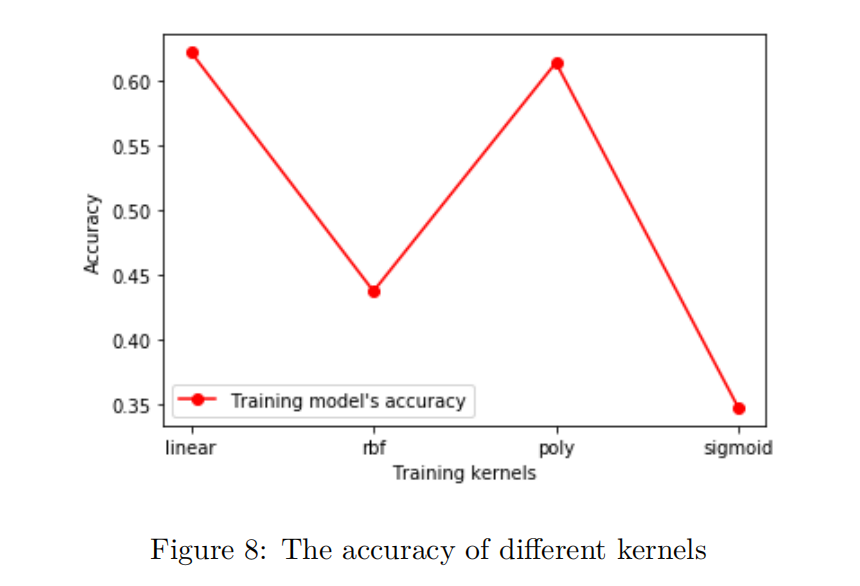 0.60
0.55
0.50
0.45
0.40
0.35
Accuracy
Training model's accuracy
linear rbf poly sigmoid
Training kernels
Figure 8: The accuracy of different kernels